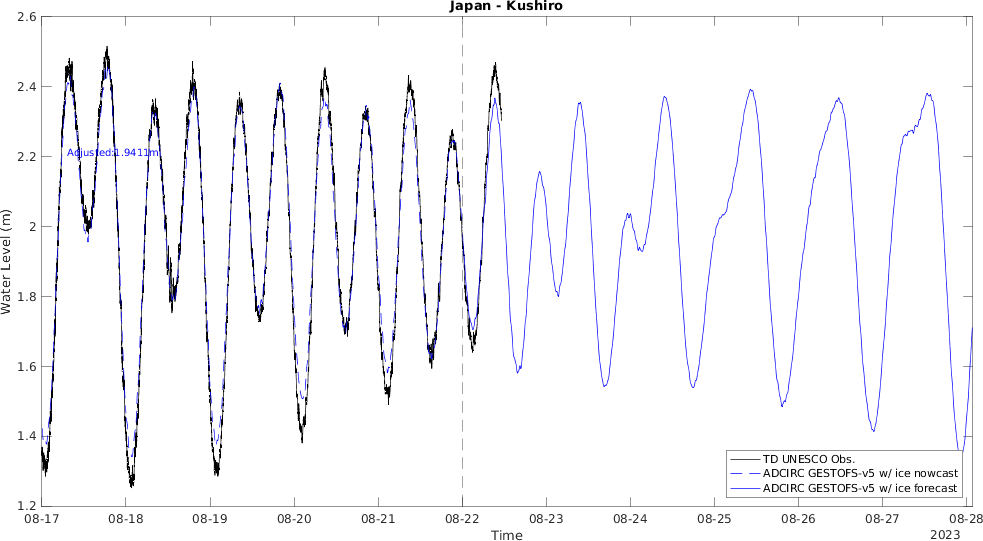 Japan - Kushiro
Water Level (m)
2.6
2.4
2.2
2
1.8
1.6
1.4
1.2
Adjusted:1.9411m
TD UNESCO Obs.
ADCIRC GESTOFS-v5 w/ ice nowcast
ADCIRC GESTOFS-v5 w/ ice forecast
08-17 08-18 08-19 08-20 08-21 08-22 08-23 08-24 08-25 08-26 08-27 08-28
Time
2023